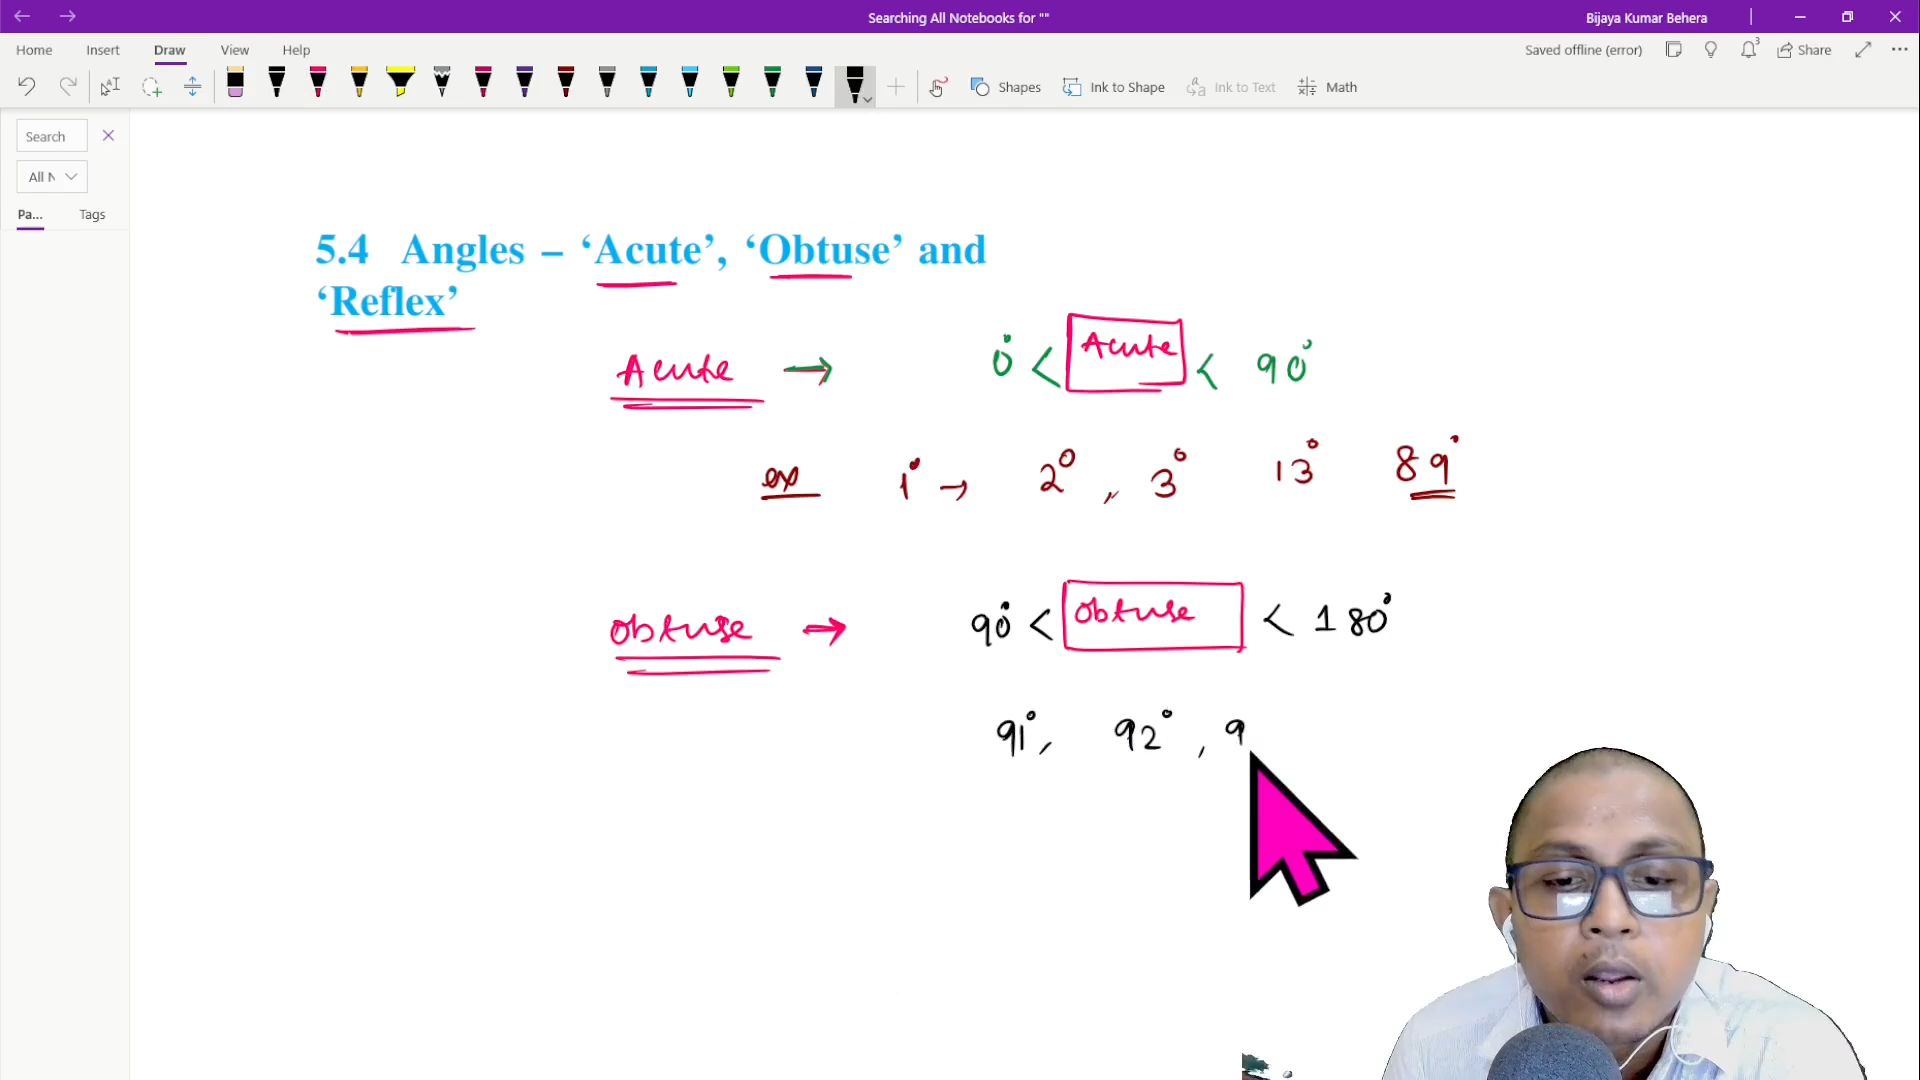 Searching All Notebooks for ""
Bijaya Kumar Behera
Home Insert Draw View Help
Saved offline (error) 3 Share
Shapes Ink to Shape Ink to Text Math
Search
All N
Pa... Tags
5.4 Angles – ‘Acute’, ‘Obtuse’ and
‘Reflex’
Acute → 0° < Acute < 90°
ex 1° → 2°, 3° 13° 89°
Obtuse → 90° < Obtuse < 180°
91°, 92°, 9